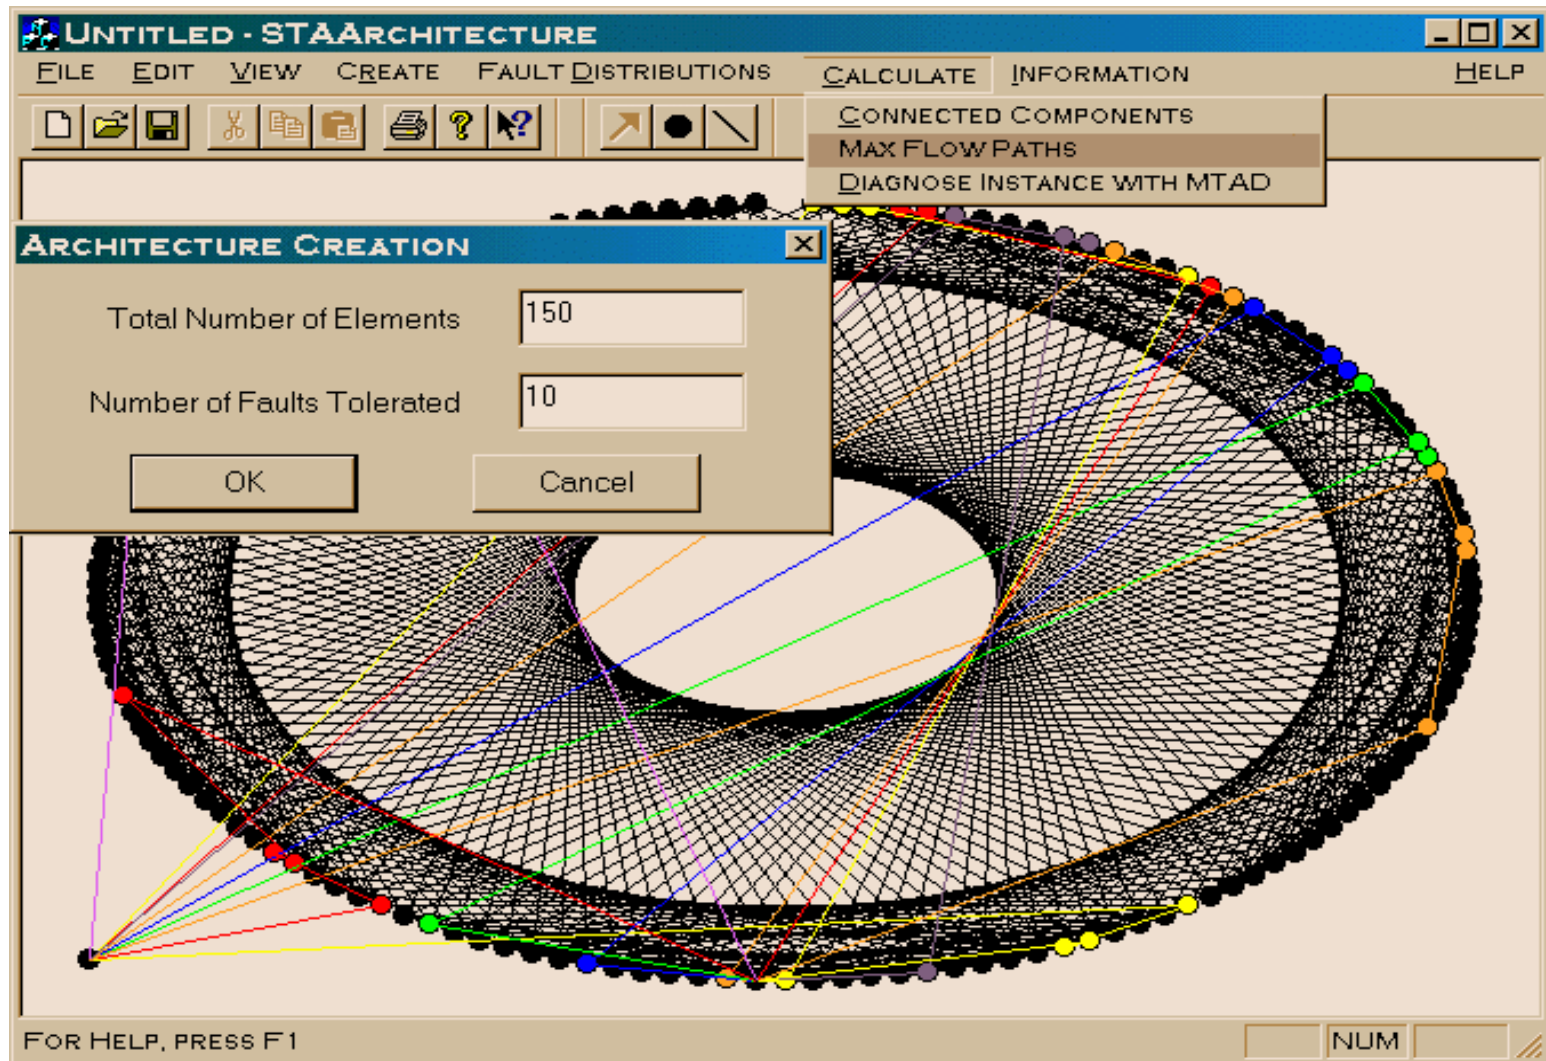 UNTITLED - STAARCHITECTURE
FILE EDIT VIEW CREATE FAULT DISTRIBUTIONS CALCULATE INFORMATION HELP
CONNECTED COMPONENTS
MAX FLOW PATHS
DIAGNOSE INSTANCE WITH MTAD
ARCHITECTURE CREATION
Total Number of Elements 150
Number of Faults Tolerated 10
OK Cancel
FOR HELP, PRESS F1 NUM